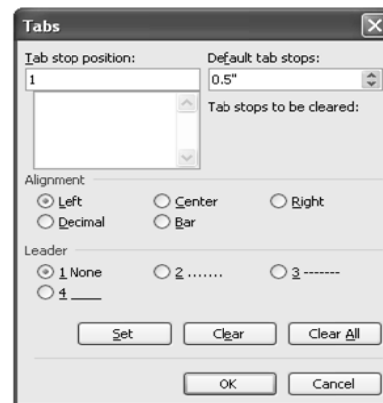 Tabs
Tab stop position: Default tab stops:
1 0.5"
Tab stops to be cleared:
Alignment
Left Center Right
Decimal Bar
Leader
1 None 2 ....... 3 -------
4 ____
Set Clear Clear All
OK Cancel